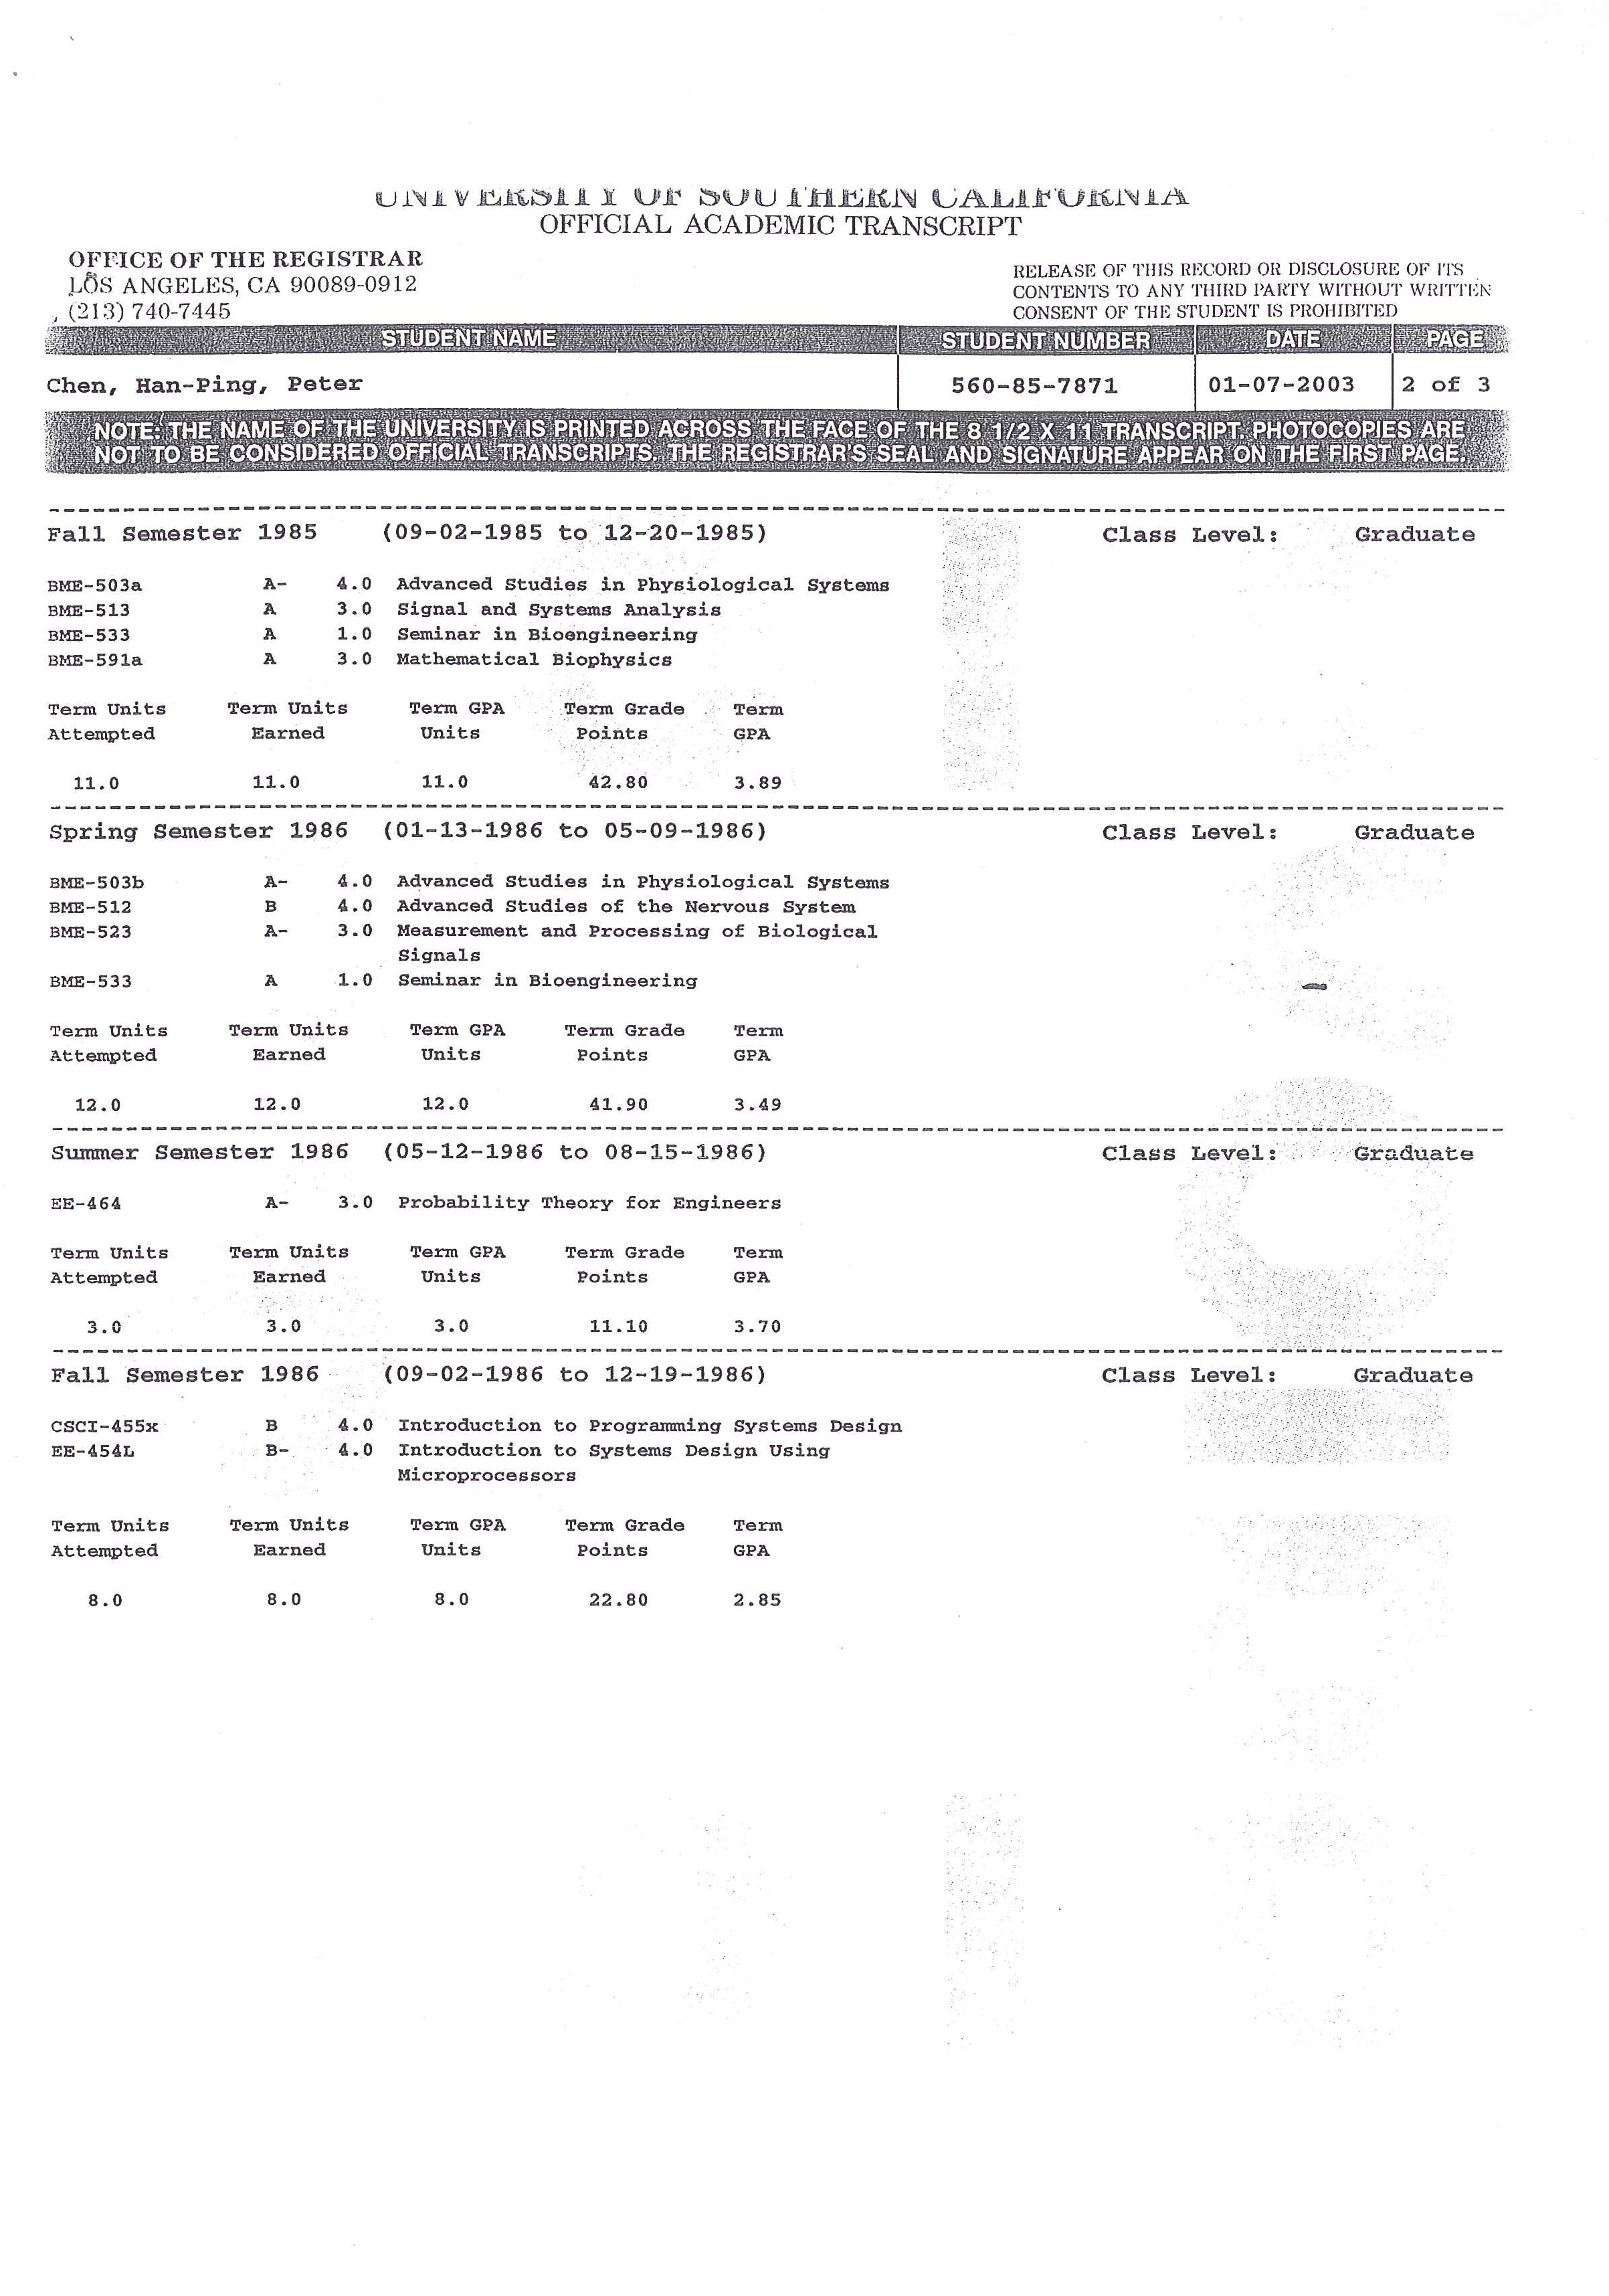 UNIVERSITY OF SOUTHERN CALIFORNIA
OFFICIAL ACADEMIC TRANSCRIPT
OFFICE OF THE REGISTRAR
LOS ANGELES, CA 90089-0912
(213) 740-7445
RELEASE OF THIS RECORD OR DISCLOSURE OF ITS
CONTENTS TO ANY THIRD PARTY WITHOUT WRITTEN
CONSENT OF THE STUDENT IS PROHIBITED
STUDENT NAME STUDENT NUMBER DATE PAGE
Chen, Han-Ping, Peter 560-85-7871 01-07-2003 2 of 3
NOTE: THE NAME OF THE UNIVERSITY IS PRINTED ACROSS THE FACE OF THE 8 1/2 X 11 TRANSCRIPT. PHOTOCOPIES ARE
NOT TO BE CONSIDERED OFFICIAL TRANSCRIPTS. THE REGISTRAR'S SEAL AND SIGNATURE APPEAR ON THE FIRST PAGE.
Fall Semester 1985 (09-02-1985 to 12-20-1985) Class Level: Graduate
BME-503a A- 4.0 Advanced Studies in Physiological Systems
BME-513 A 3.0 Signal and Systems Analysis
BME-533 A 1.0 Seminar in Bioengineering
BME-591a A 3.0 Mathematical Biophysics
Term Units Term Units Term GPA Term Grade Term
Attempted Earned Units Points GPA
11.0 11.0 11.0 42.80 3.89
Spring Semester 1986 (01-13-1986 to 05-09-1986) Class Level: Graduate
BME-503b A- 4.0 Advanced Studies in Physiological Systems
BME-512 B 4.0 Advanced Studies of the Nervous System
BME-523 A- 3.0 Measurement and Processing of Biological
Signals
BME-533 A 1.0 Seminar in Bioengineering
Term Units Term Units Term GPA Term Grade Term
Attempted Earned Units Points GPA
12.0 12.0 12.0 41.90 3.49
Summer Semester 1986 (05-12-1986 to 08-15-1986) Class Level: Graduate
EE-464 A- 3.0 Probability Theory for Engineers
Term Units Term Units Term GPA Term Grade Term
Attempted Earned Units Points GPA
3.0 3.0 3.0 11.10 3.70
Fall Semester 1986 (09-02-1986 to 12-19-1986) Class Level: Graduate
CSCI-455x B 4.0 Introduction to Programming Systems Design
EE-454L B- 4.0 Introduction to Systems Design Using
Microprocessors
Term Units Term Units Term GPA Term Grade Term
Attempted Earned Units Points GPA
8.0 8.0 8.0 22.80 2.85